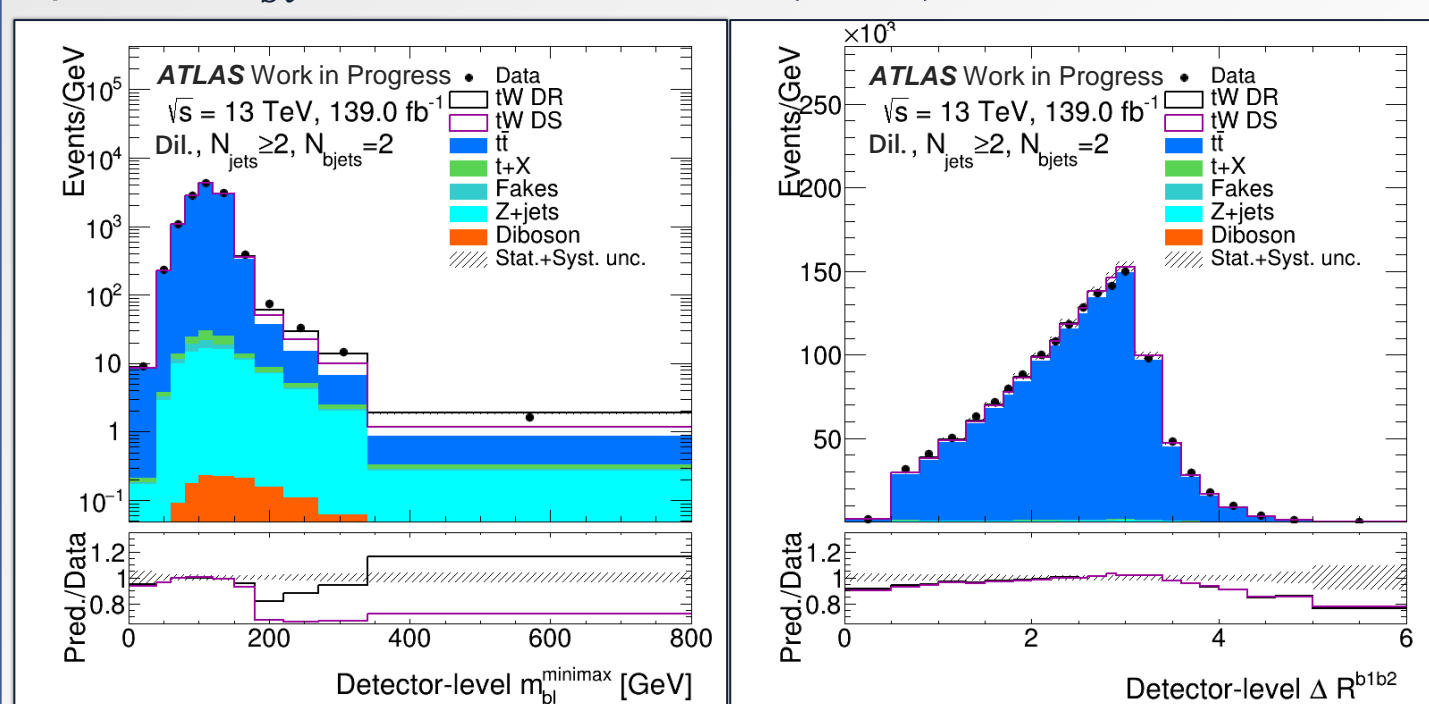 ATLAS Work in Progress
√s = 13 TeV, 139.0 fb⁻¹
Dil., N_jets≥2, N_bjets=2
Data
tW DR
tW DS
tt̄
t+X
Fakes
Z+jets
Diboson
Stat.+Syst. unc.
Events/GeV
10⁵
10⁴
10³
10²
10
1
10⁻¹
Pred./Data
1.2
1
0.8
0 200 400 600 800
Detector-level m_bl^minimax [GeV]
×10³
ATLAS Work in Progress
√s = 13 TeV, 139.0 fb⁻¹
Dil., N_jets≥2, N_bjets=2
Data
tW DR
tW DS
tt̄
t+X
Fakes
Z+jets
Diboson
Stat.+Syst. unc.
Events/GeV
250
200
150
100
50
Pred./Data
1.2
1
0.8
0 2 4 6
Detector-level Δ R^b1b2